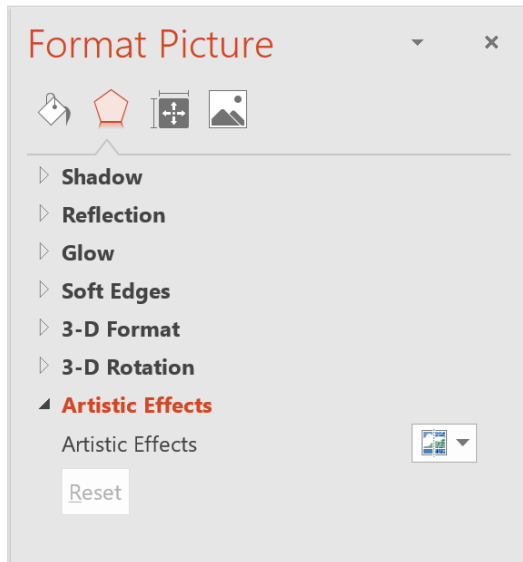 Format Picture
Shadow
Reflection
Glow
Soft Edges
3-D Format
3-D Rotation
Artistic Effects
Artistic Effects
Reset